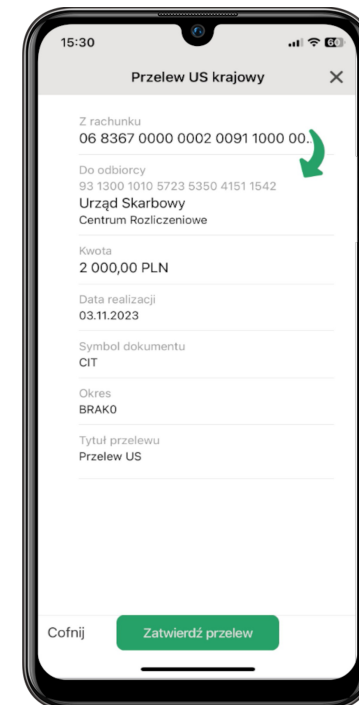 15:30
60
Przelew US krajowy
Z rachunku
06 8367 0000 0002 0091 1000 00..
Do odbiorcy
93 1300 1010 5723 5350 4151 1542
Urząd Skarbowy
Centrum Rozliczeniowe
Kwota
2 000,00 PLN
Data realizacji
03.11.2023
Symbol dokumentu
CIT
Okres
BRAK0
Tytuł przelewu
Przelew US
Cofnij
Zatwierdź przelew